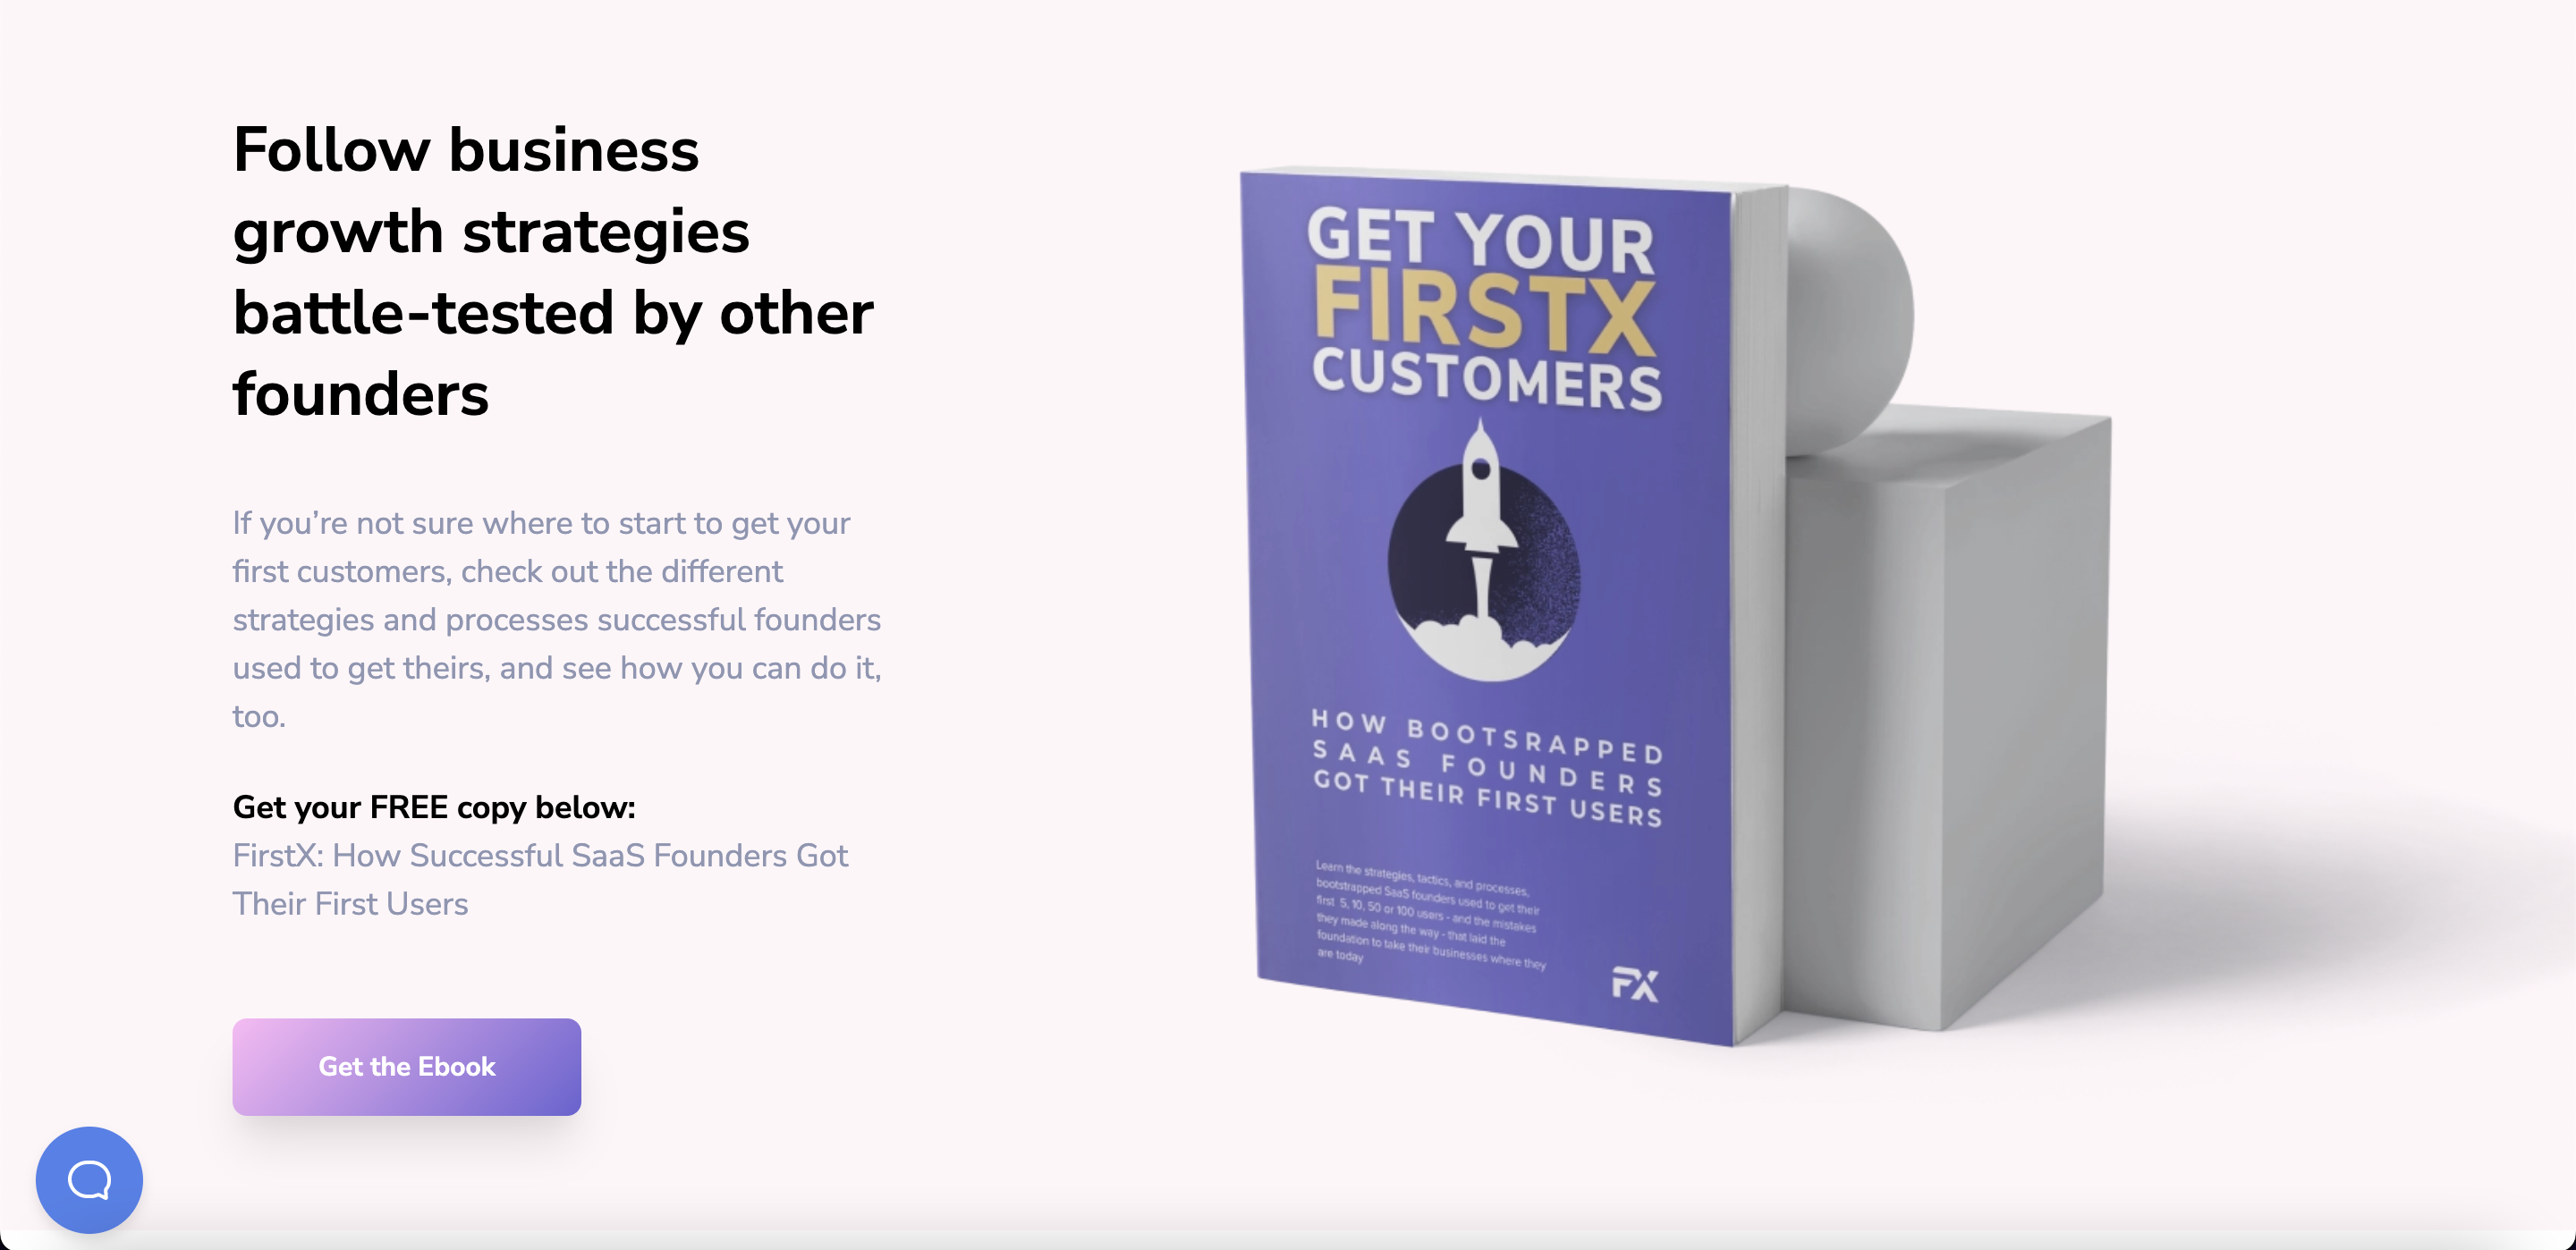 Follow business
growth strategies
battle-tested by other
founders
If you’re not sure where to start to get your
first customers, check out the different
strategies and processes successful founders
used to get theirs, and see how you can do it,
too.
Get your FREE copy below:
FirstX: How Successful SaaS Founders Got
Their First Users
Get the Ebook
GET YOUR
FIRSTX
CUSTOMERS
HOW BOOTSRAPPED
SAAS FOUNDERS
GOT THEIR FIRST USERS
Learn the strategies, tactics, and processes,
bootstrapped SaaS founders used to get their
first 5, 10, 50 or 100 users - and the mistakes
they made along the way - that laid the
foundation to take their businesses where they
are today
FX